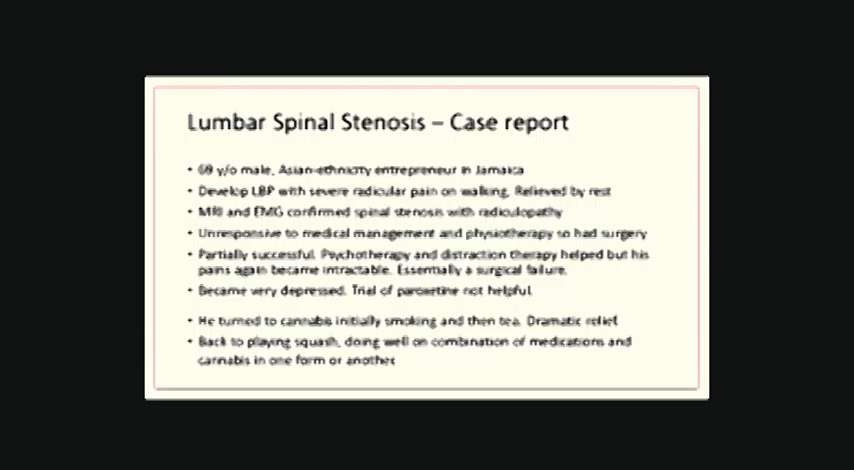 Lumbar Spinal Stenosis – Case report
• 69 y/o male, Asian-ethnicity entrepreneur in Jamaica
• Develop LBP with severe radicular pain on walking, Relieved by rest
• MRI and EMG confirmed spinal stenosis with radiculopathy
• Unresponsive to medical management and physiotherapy so had surgery
• Partially successful. Psychotherapy and distraction therapy helped but his
pains again became intractable. Essentially a surgical failure.
• Became very depressed. Trial of paroxetine not helpful.
• He turned to cannabis initially smoking and then tea. Dramatic relief.
• Back to playing squash, doing well on combination of medications and
cannabis in one form or another